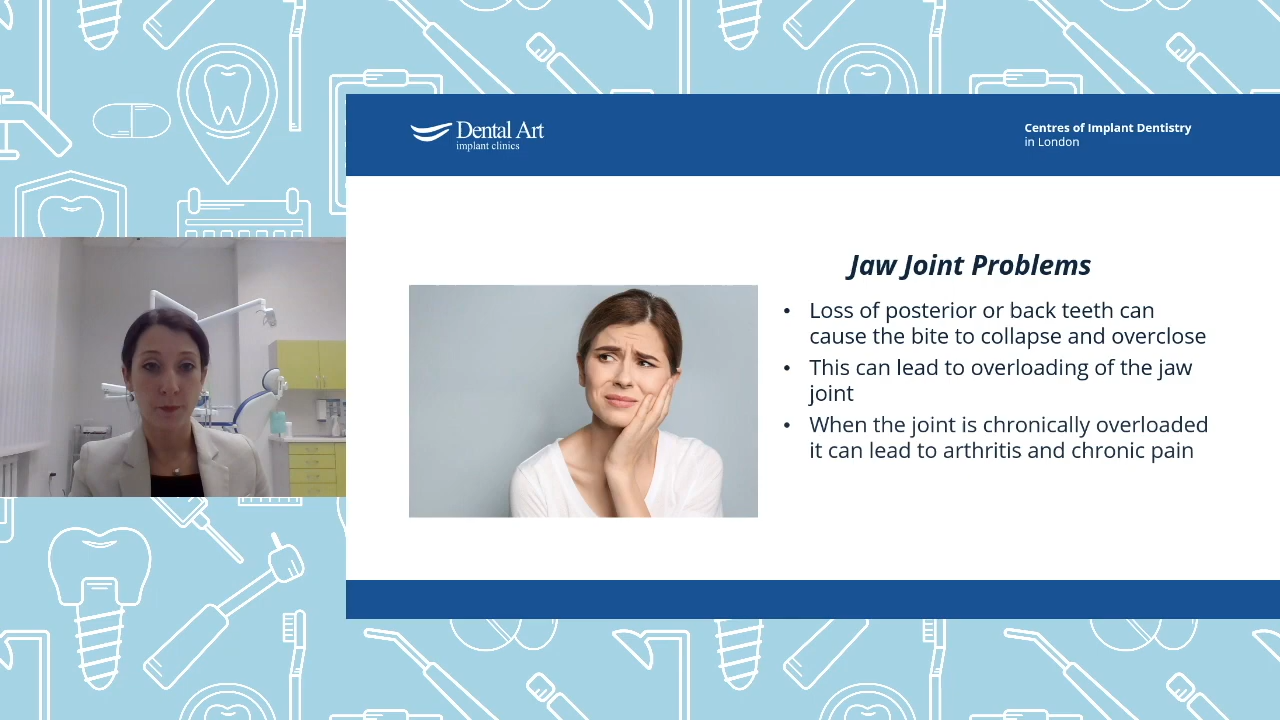 Dental Art
implant clinics
Centres of Implant Dentistry
in London
Jaw Joint Problems
• Loss of posterior or back teeth can
cause the bite to collapse and overclose
• This can lead to overloading of the jaw
joint
• When the joint is chronically overloaded
it can lead to arthritis and chronic pain